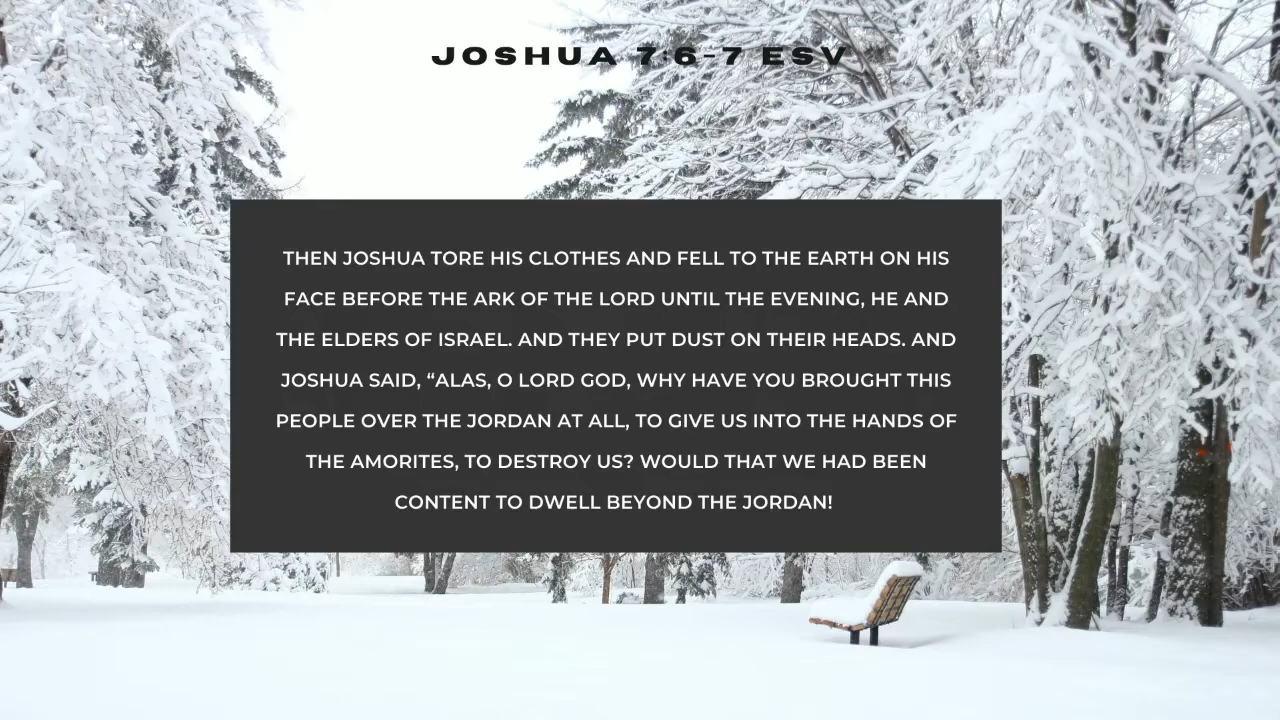 JOSHUA 7:6-7 ESV
THEN JOSHUA TORE HIS CLOTHES AND FELL TO THE EARTH ON HIS
FACE BEFORE THE ARK OF THE LORD UNTIL THE EVENING, HE AND
THE ELDERS OF ISRAEL. AND THEY PUT DUST ON THEIR HEADS. AND
JOSHUA SAID, “ALAS, O LORD GOD, WHY HAVE YOU BROUGHT THIS
PEOPLE OVER THE JORDAN AT ALL, TO GIVE US INTO THE HANDS OF
THE AMORITES, TO DESTROY US? WOULD THAT WE HAD BEEN
CONTENT TO DWELL BEYOND THE JORDAN!